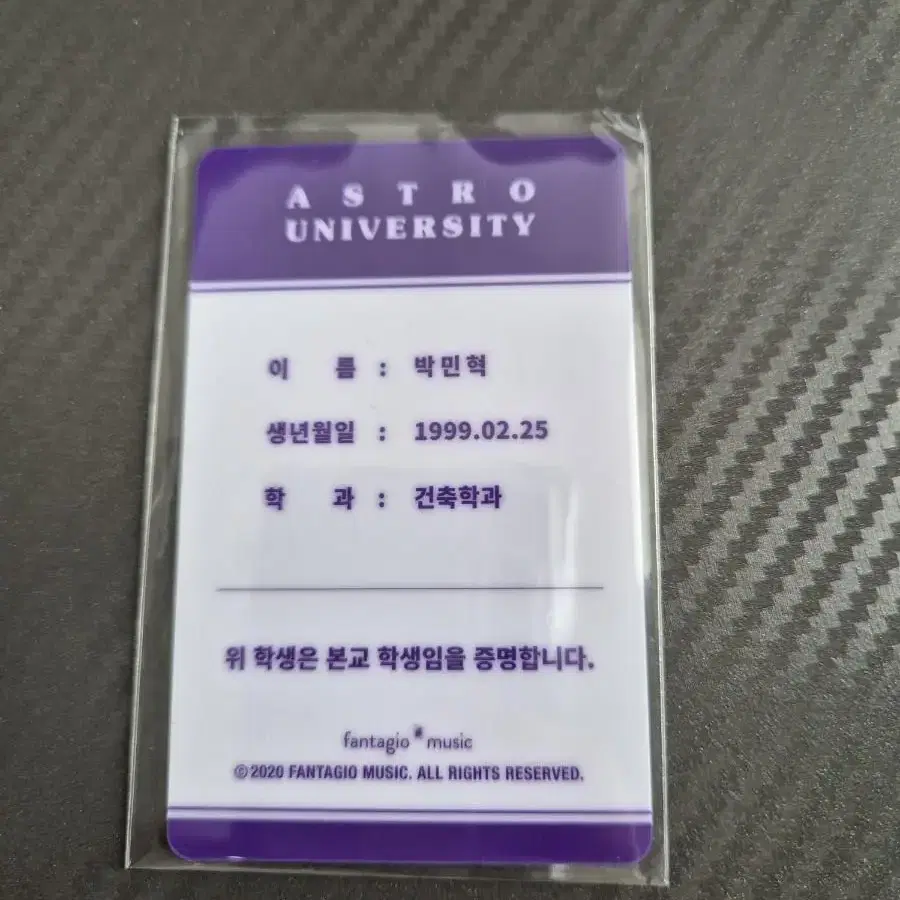 ASTRO
UNIVERSITY
이 름 : 박민혁
생년월일 : 1999.02.25
학 과 : 건축학과
위 학생은 본교 학생임을 증명합니다.
fantagio music
©2020 FANTAGIO MUSIC. ALL RIGHTS RESERVED.